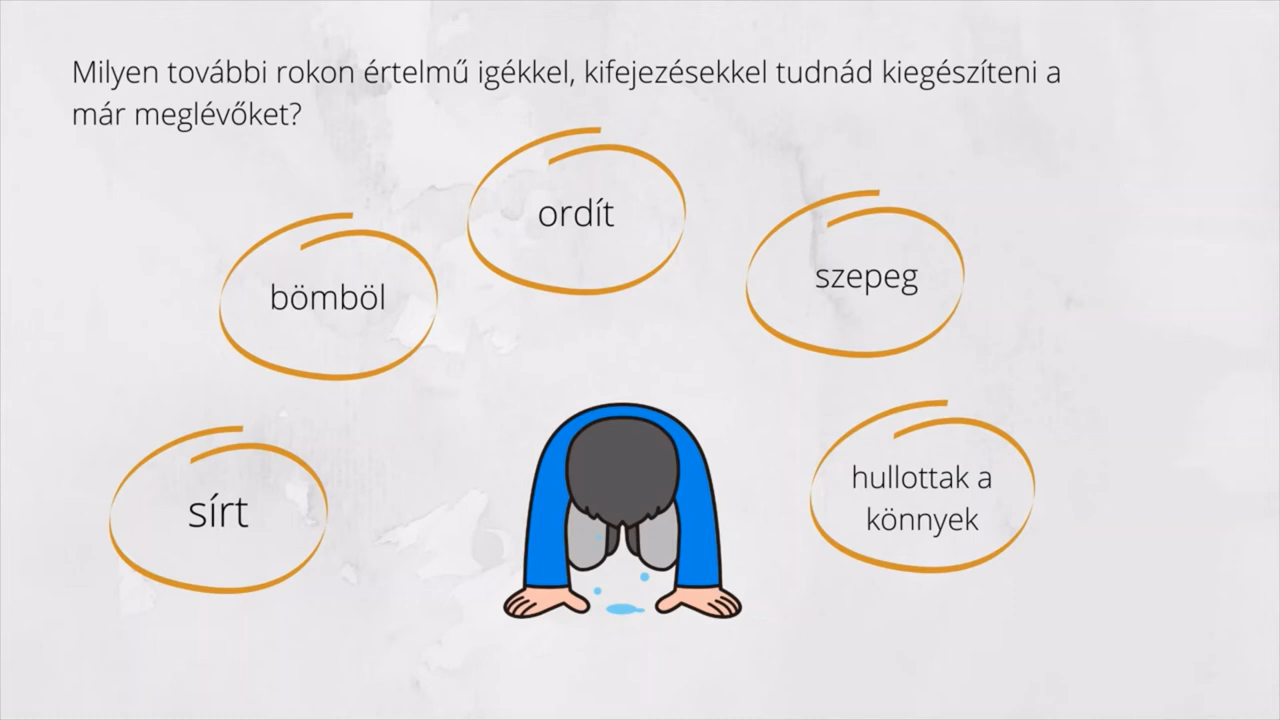 Milyen további rokon értelmű igékkel, kifejezésekkel tudnád kiegészíteni a
már meglévőket?
ordít
bömböl
szepeg
sírt
hullottak a
könnyek